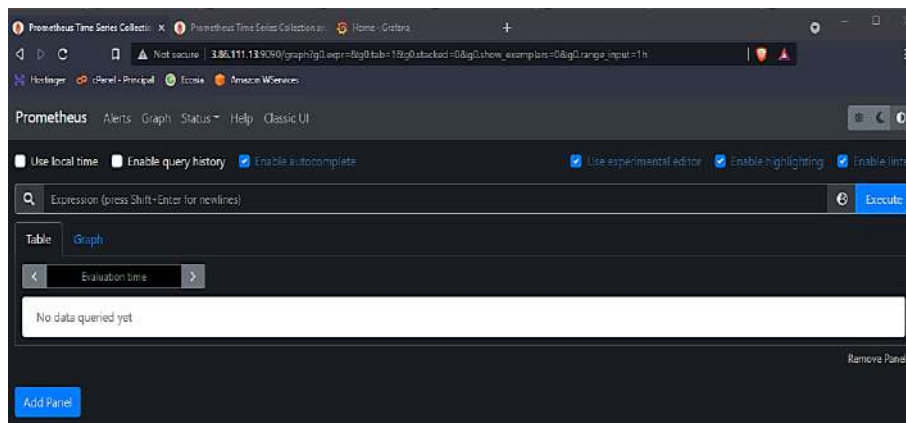 Prometheus Time Series Collectio Prometheus Time Series Collection an Home - Grafana
Not secure 3.86.111.13:9090/graph?g0.expr=&g0.tab=1&g0.stacked=0&g0.show_exemplars=0&g0.range_input=1h
Hostinger cPanel - Principal Ecosia Amazon WServices
Prometheus Alerts Graph Status Help Classic UI
Use local time Enable query history Enable autocomplete Use experimental editor Enable highlighting Enable linte
Expression (press Shift+Enter for newlines) Execute
Table Graph
Evaluation time
No data queried yet
Remove Panel
Add Panel